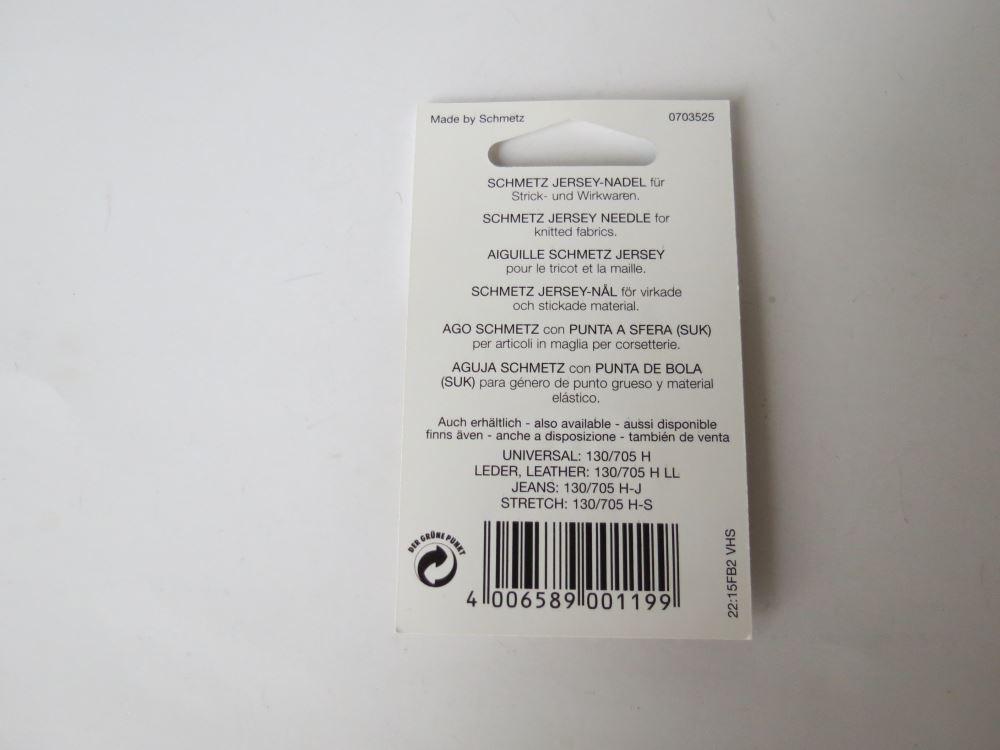 Made by Schmetz 0703525
SCHMETZ JERSEY-NADEL für
Strick- und Wirkwaren.
SCHMETZ JERSEY NEEDLE for
knitted fabrics.
AIGUILLE SCHMETZ JERSEY
pour le tricot et la maille.
SCHMETZ JERSEY-NÅL för virkade
och stickade material.
AGO SCHMETZ con PUNTA A SFERA (SUK)
per articoli in maglia per corsetterie.
AGUJA SCHMETZ con PUNTA DE BOLA
(SUK) para género de punto grueso y material
elástico.
Auch erhältlich - also available - aussi disponible
finns även - anche a disposizione - también de venta
UNIVERSAL: 130/705 H
LEDER, LEATHER: 130/705 H LL
JEANS: 130/705 H-J
STRETCH: 130/705 H-S
DER GRÜNE PUNKT
4 006589 001199
22:15FB2 VHS